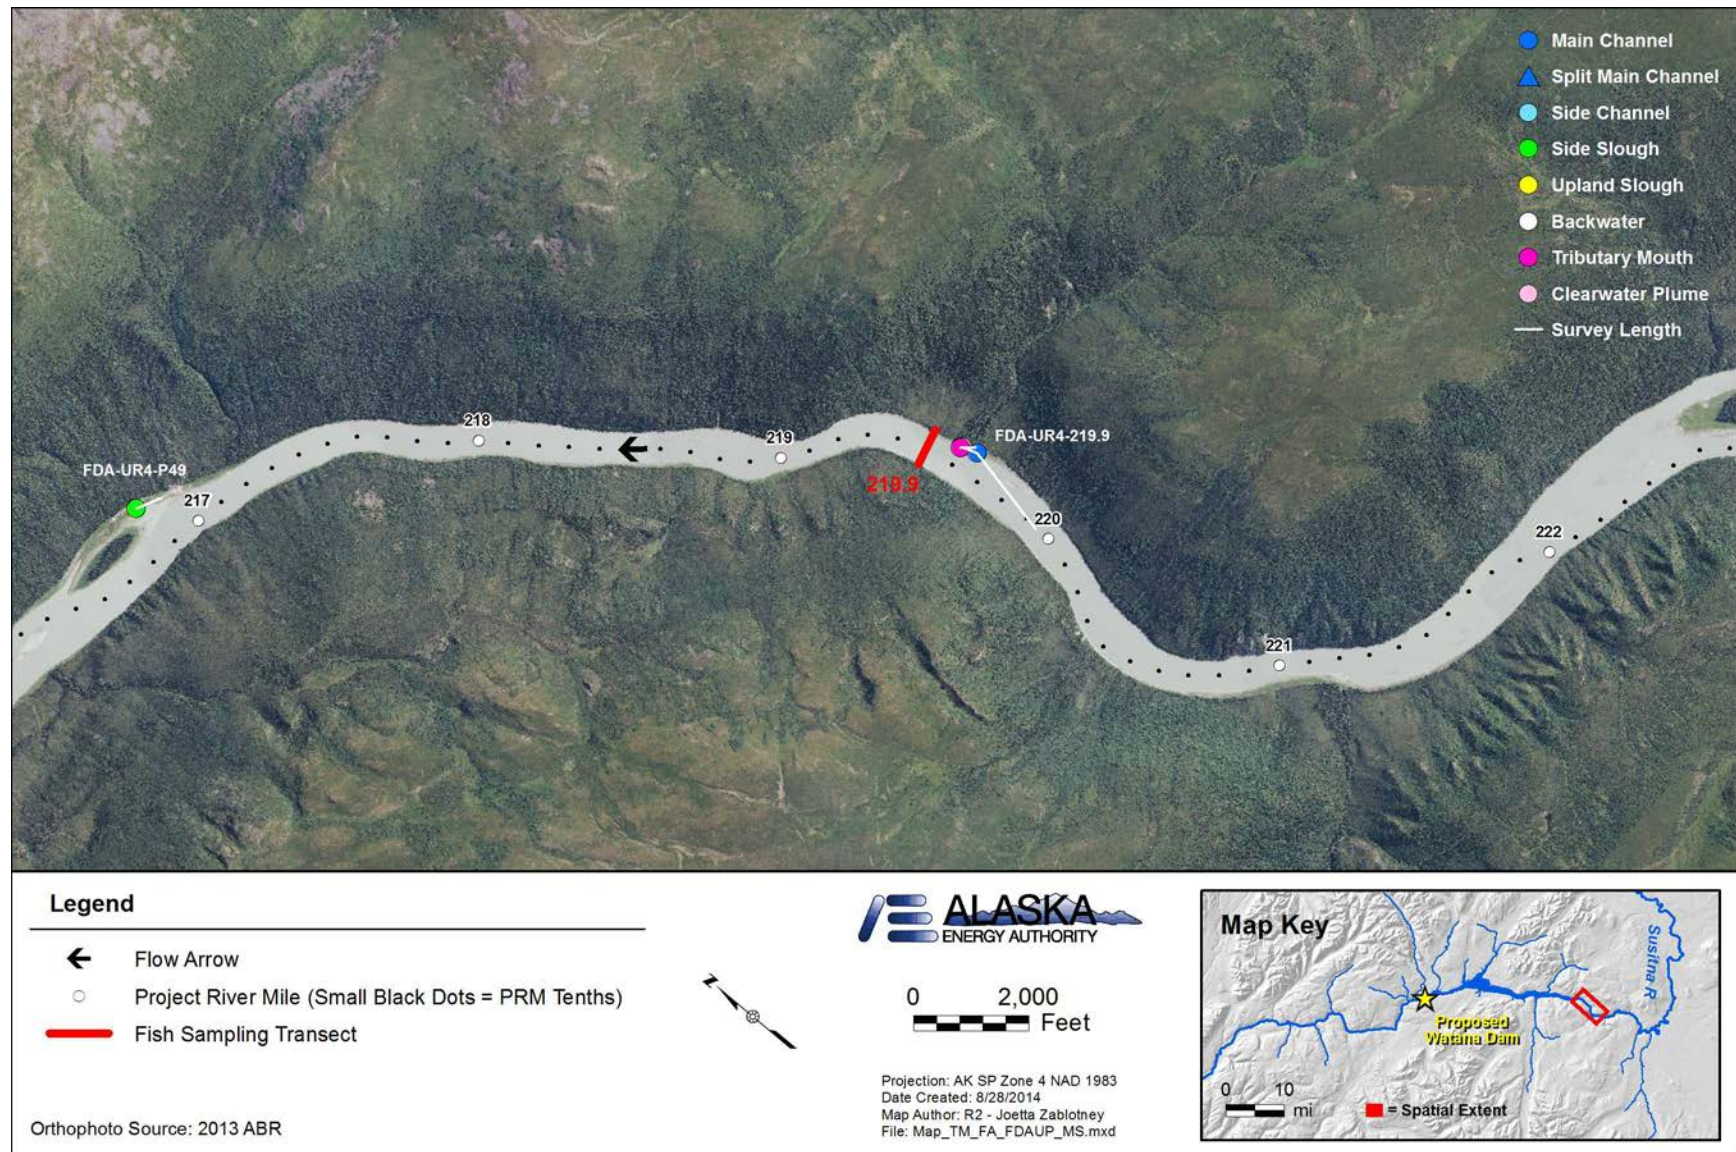 Main Channel
Split Main Channel
Side Channel
Side Slough
Upland Slough
Backwater
Tributary Mouth
Clearwater Plume
Survey Length
218
219
FDA-UR4-219.9
FDA-UR4-P49
217
219.9
220
222
221
Legend
Flow Arrow
Project River Mile (Small Black Dots = PRM Tenths)
Fish Sampling Transect
Orthophoto Source: 2013 ABR
N
ALASKA
ENERGY AUTHORITY
0 2,000
Feet
Projection: AK SP Zone 4 NAD 1983
Date Created: 8/28/2014
Map Author: R2 - Joetta Zablotney
File: Map_TM_FA_FDAUP_MS.mxd
Map Key
Susitna R
Proposed
Watana Dam
0 10
mi
= Spatial Extent